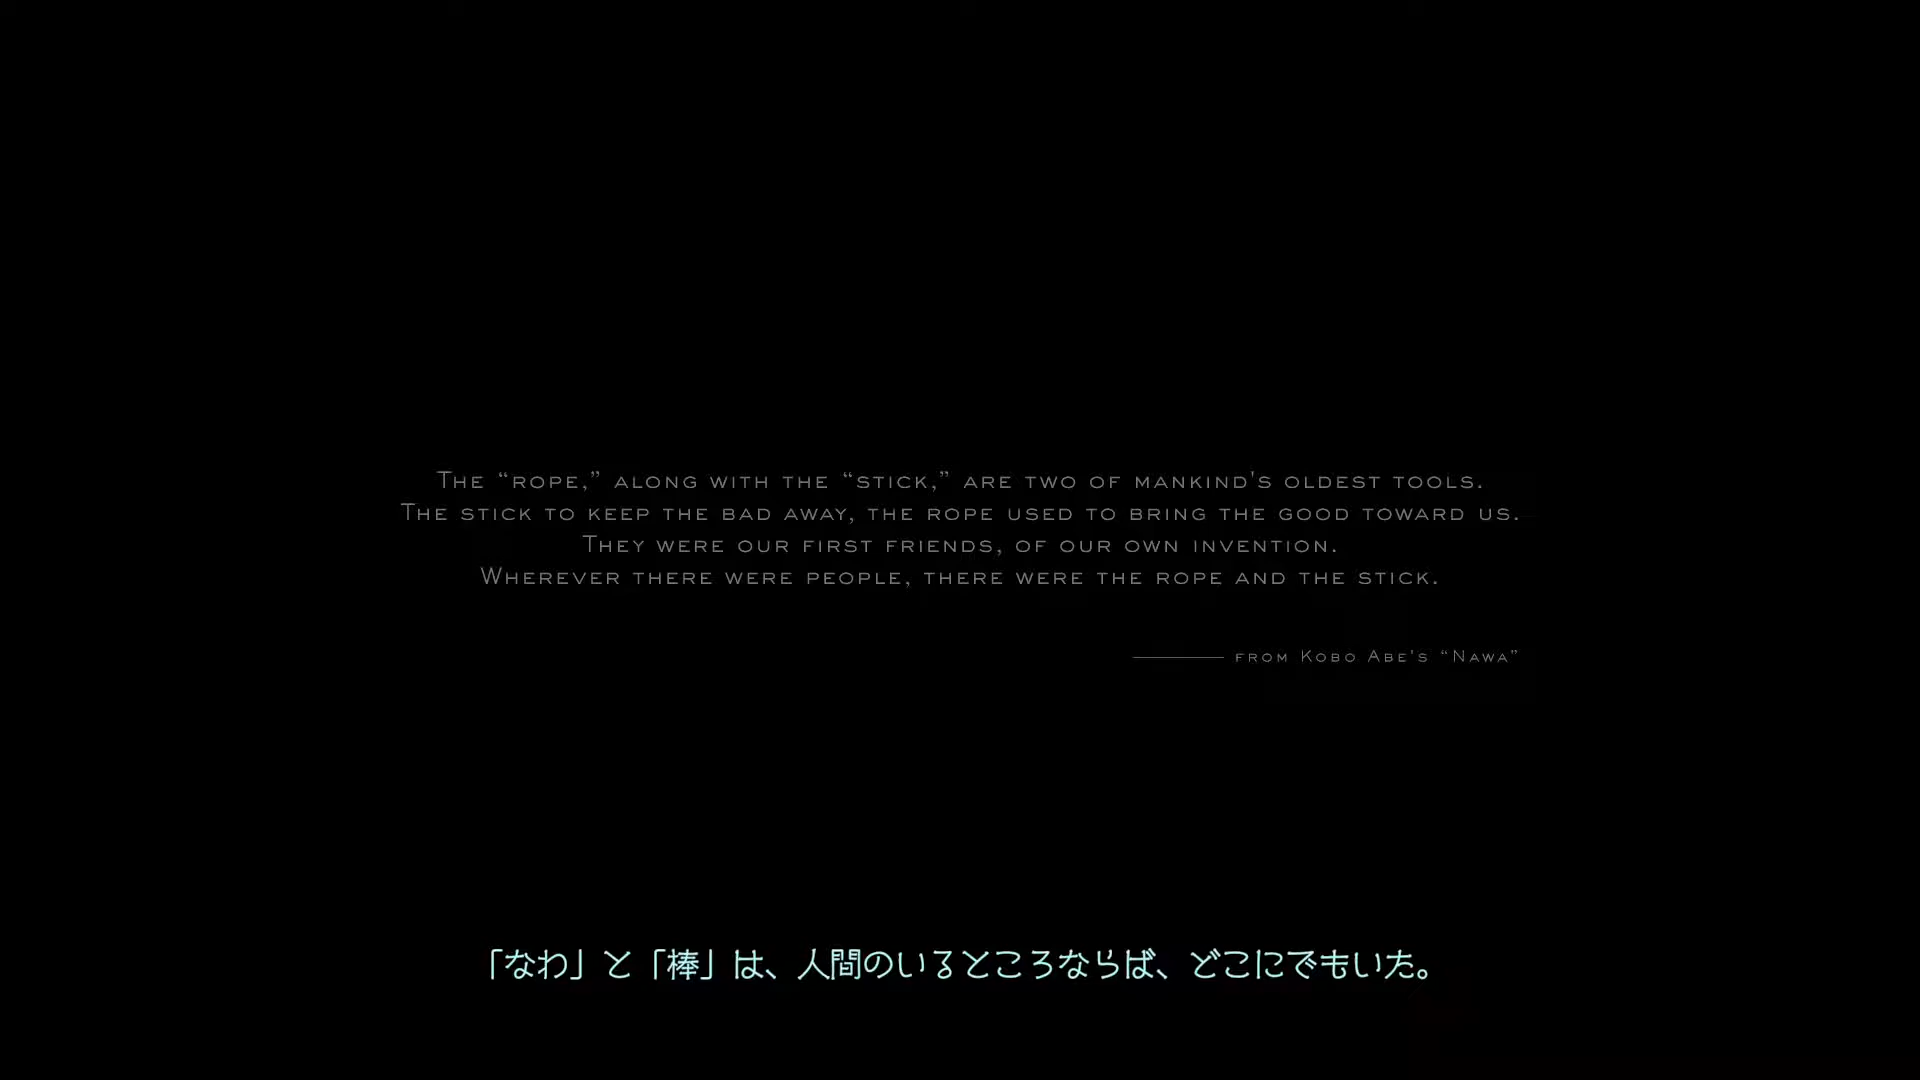 The “rope,” along with the “stick,” are two of mankind's oldest tools.
The stick to keep the bad away, the rope used to bring the good toward us.
They were our first friends, of our own invention.
Wherever there were people, there were the rope and the stick.
from Kobo Abe's “Nawa”
「なわ」と「棒」は、人間のいるところならば、どこにでもいた。